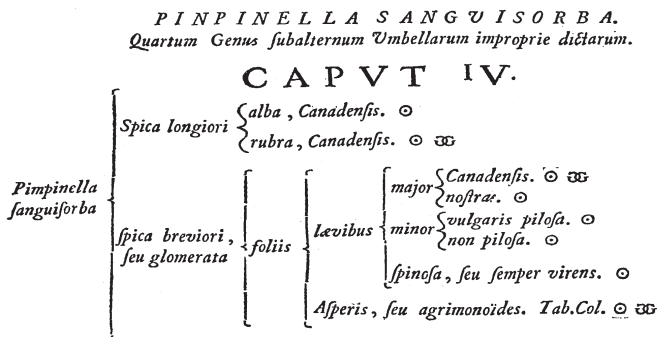 PINPINELLA SANGUISORBA.
Quartum Genus ſubalternum Umbellarum improprie dictarum.
CAPVT IV.
Spica longiori
alba, Canadenſis. ☉
rubra, Canadenſis. ☉
Pimpinella ſanguiſorba
ſpica breviori, ſeu glomerata
foliis
lævibus
major
Canadenſis. ☉
noſtras. ☉
minor
vulgaris piloſa. ☉
non piloſa. ☉
ſpinoſa, ſeu ſemper virens. ☉
Aſperis, ſeu agrimonoïdes. Tab.Col. ☉